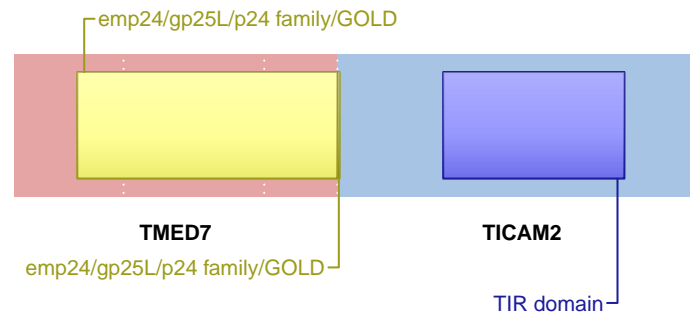 emp24/gp25L/p24 family/GOLD
TMED7
TICAM2
emp24/gp25L/p24 family/GOLD
TIR domain